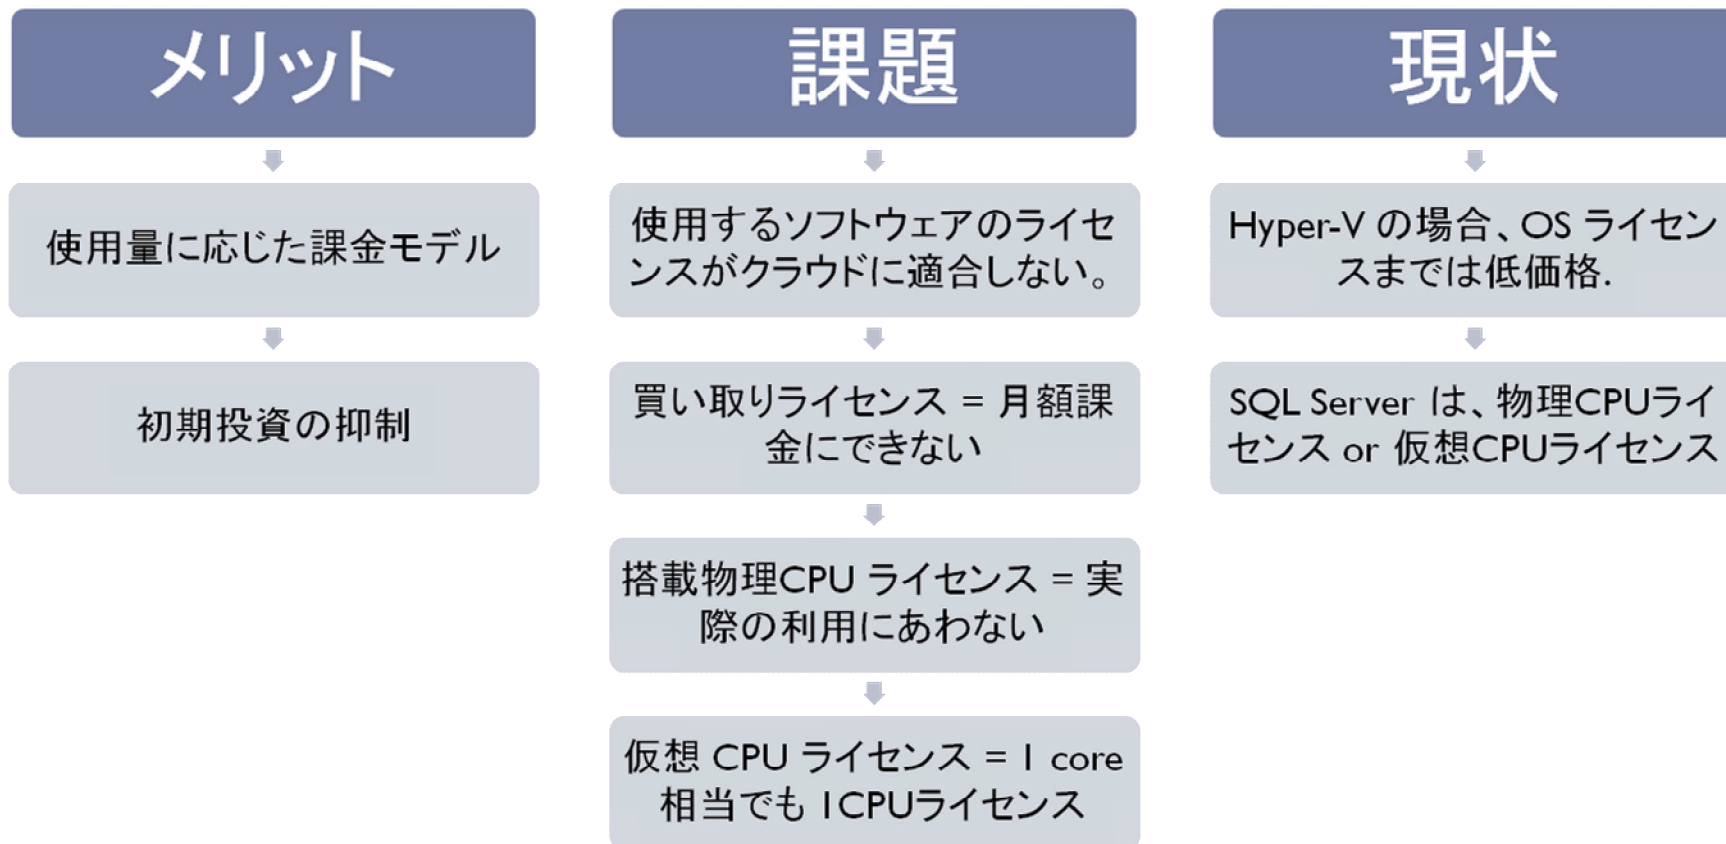 メリット
使用量に応じた課金モデル
初期投資の抑制
課題
使用するソフトウェアのライセ
ンスがクラウドに適合しない。
買い取りライセンス = 月額課
金にできない
搭載物理CPU ライセンス = 実
際の利用にあわない
仮想 CPU ライセンス = 1 core
相当でも 1CPUライセンス
現状
Hyper-V の場合、OS ライセン
スまでは低価格.
SQL Server は、物理CPUライ
センス or 仮想CPUライセンス